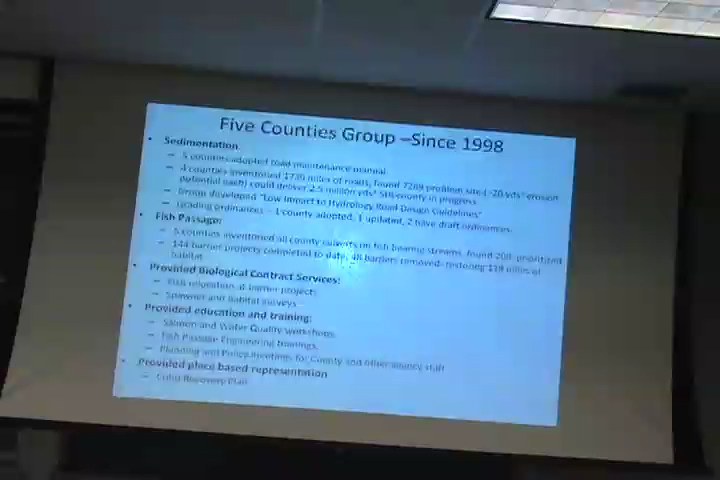 Five Counties Group –Since 1998
• Sedimentation
– 5 counties adopted road maintenance manual
– 4 counties inventoried 1736 miles of roads, found 7269 problem sites 20 yds³ erosion
potential each) could deliver 2.5 million yds³ 5th county in progress
– Group developed "Low Impact to Hydrology Road Design Guidelines"
– Grading ordinances – 1 county adopted, 1 updated, 2 have draft ordinances.
• Fish Passage:
– 5 counties inventoried all county culverts on fish bearing streams, found prioritized
– 144 barrier projects completed to date, 48 barriers removed- restoring miles of
habitat
• Provided Biological Contract Services:
– Fish relocation at barrier projects
– Spawner and habitat surveys
• Provided education and training:
– Salmon and Water Quality workshops,
– Fish Passage Engineering trainings,
– Planning and Policy meetings for County and other agency staff
• Provided place based representation
– Coho Recovery Plan